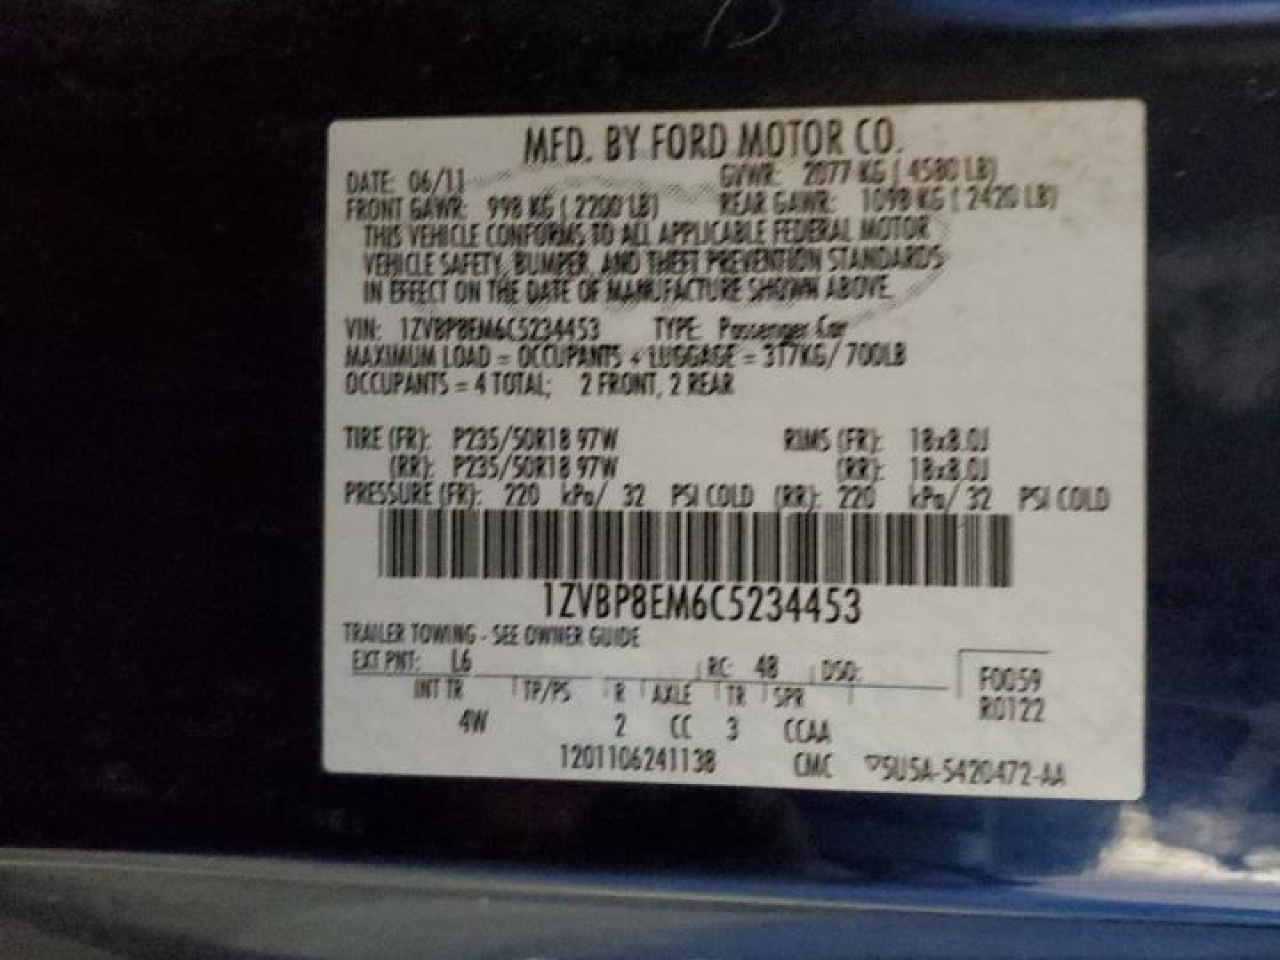 MFD. BY FORD MOTOR CO.
DATE: 06/11 GVWR: 2077 KG ( 4580 LB)
FRONT GAWR: 998 KG ( 2200 LB) REAR GAWR: 1098 KG ( 2420 LB)
THIS VEHICLE CONFORMS TO ALL APPLICABLE FEDERAL MOTOR
VEHICLE SAFETY, BUMPER, AND THEFT PREVENTION STANDARDS
IN EFFECT ON THE DATE OF MANUFACTURE SHOWN ABOVE.
VIN: 1ZVBP8EM6C5234453 TYPE: Passenger Car
MAXIMUM LOAD = OCCUPANTS + LUGGAGE = 317KG/ 700LB
OCCUPANTS = 4 TOTAL; 2 FRONT, 2 REAR
TIRE (FR): P235/50R18 97W RIMS (FR): 18x8.0J
(RR): P235/50R18 97W (RR): 18x8.0J
PRESSURE (FR): 220 kPa/ 32 PSI COLD (RR): 220 kPa/ 32 PSI COLD
1ZVBP8EM6C5234453
TRAILER TOWING - SEE OWNER GUIDE
EXT PNT: L6 RC: 48 DSO: F0059
INT TR TP/PS R AXLE TR SPR R0122
4W 2 CC 3 CCAA
1201106241138 CMC ▽5U5A-5420472-AA